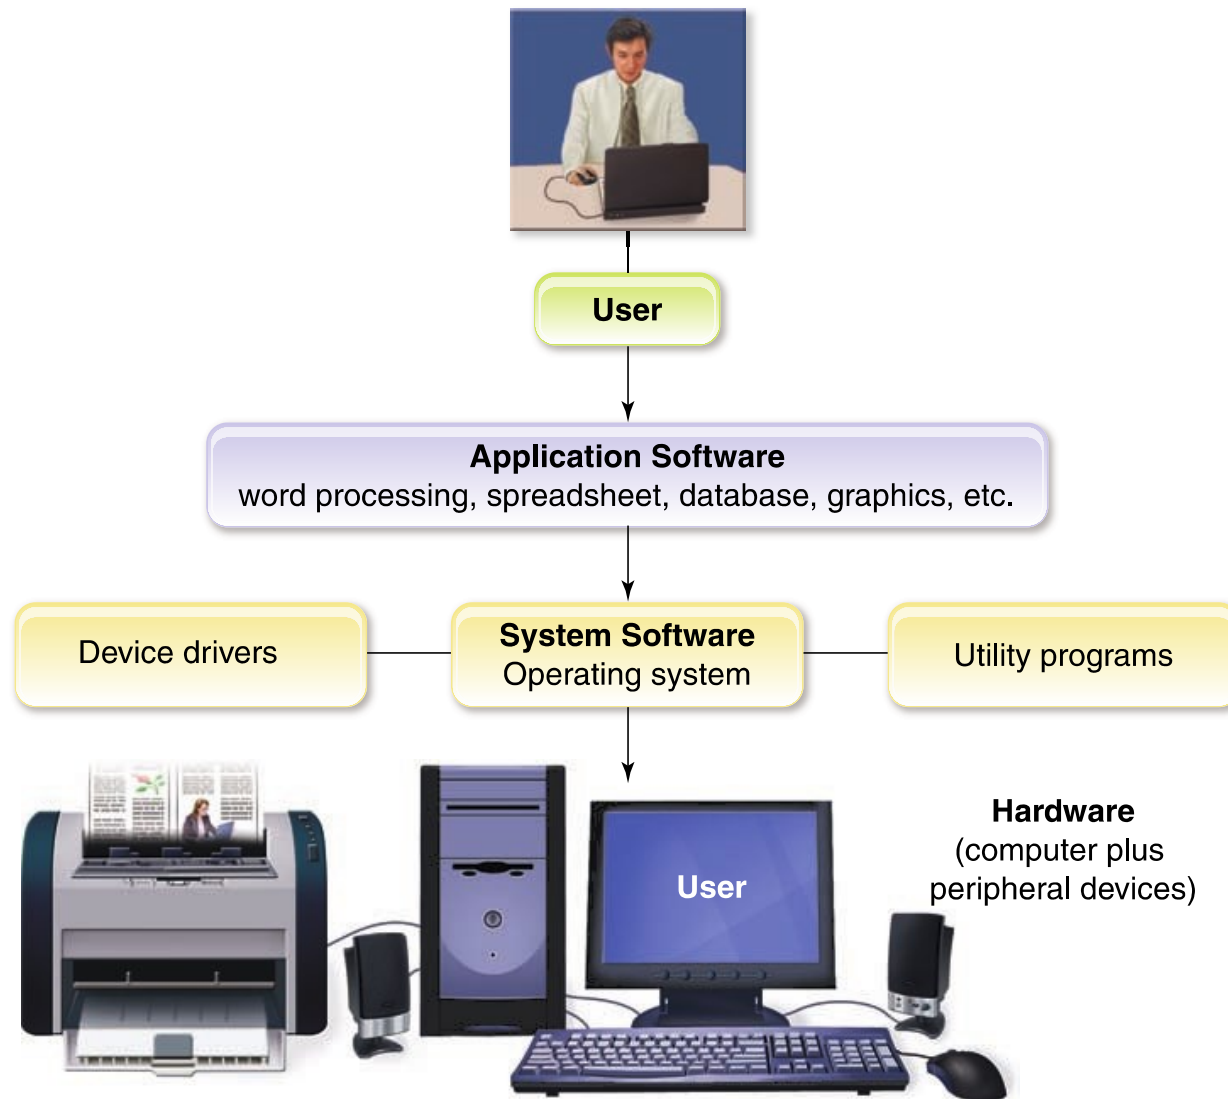 User
Application Software
word processing, spreadsheet, database, graphics, etc.
Device drivers
System Software
Operating system
Utility programs
Hardware
(computer plus
peripheral devices)
User